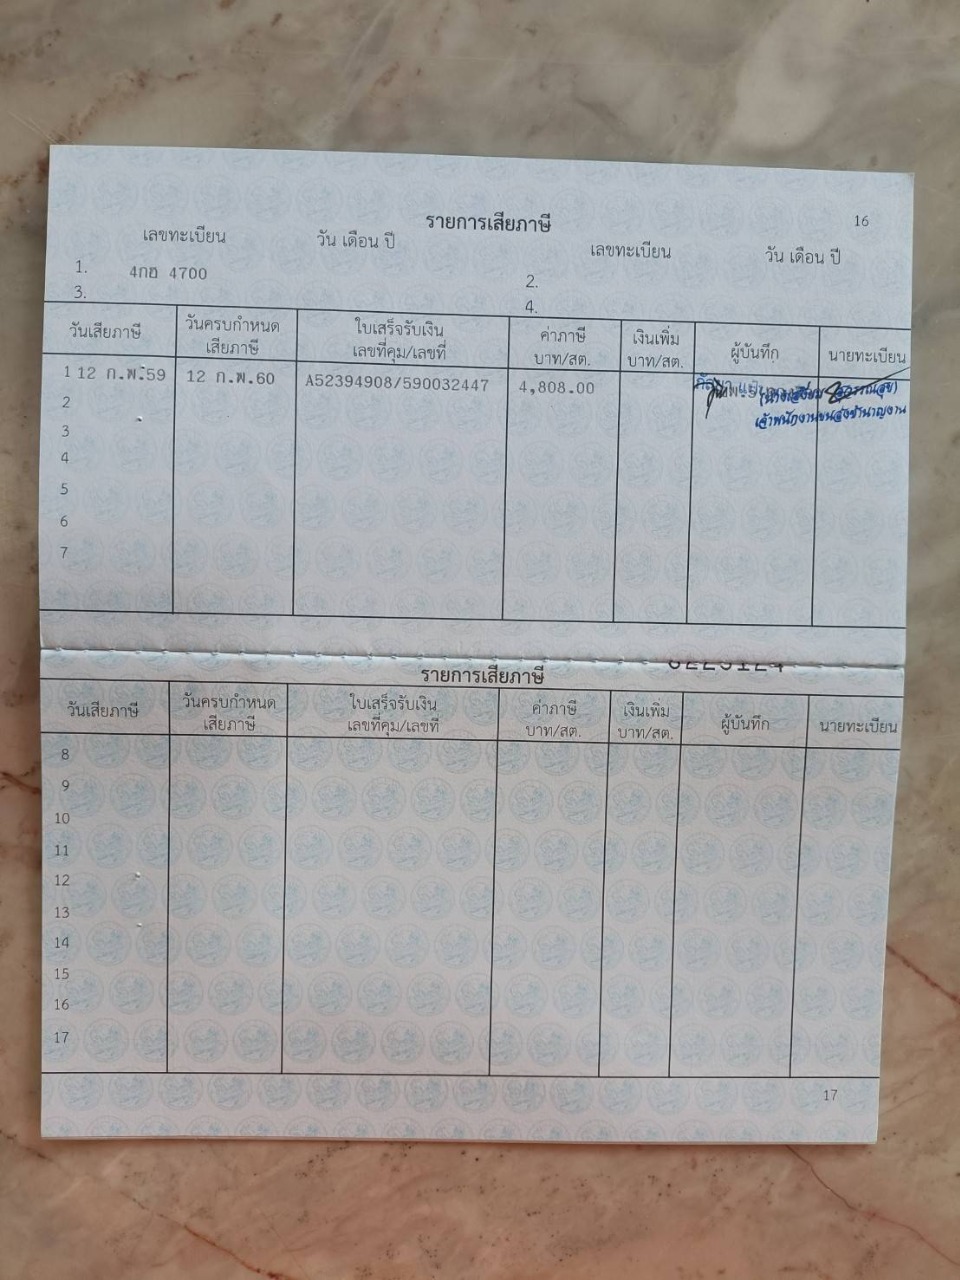 16
รายการเสียภาษี
เลขทะเบียน วัน เดือน ปี เลขทะเบียน วัน เดือน ปี
1. 4กฮ 4700 2.
3. 4.
วันเสียภาษี วันครบกำหนดเสียภาษี ใบเสร็จรับเงิน เลขที่คุม/เลขที่ ค่าภาษี บาท/สต. เงินเพิ่ม บาท/สต. ผู้บันทึก นายทะเบียน
1 12 ก.พ.59 12 ก.พ.60 A52394908/590032447 4,808.00
เจ้าพนักงานขนส่งชำนาญงาน
2
3
4
5
6
7
รายการเสียภาษี
วันเสียภาษี วันครบกำหนดเสียภาษี ใบเสร็จรับเงิน เลขที่คุม/เลขที่ ค่าภาษี บาท/สต. เงินเพิ่ม บาท/สต. ผู้บันทึก นายทะเบียน
8
9
10
11
12
13
14
15
16
17
17